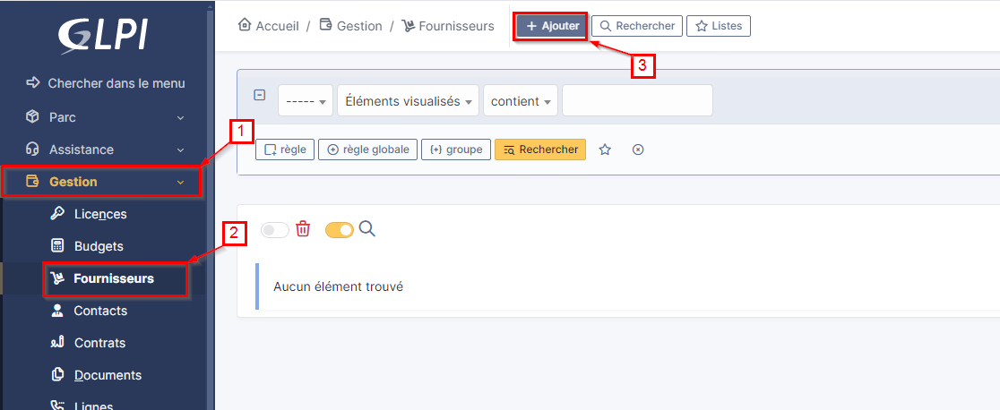 GLPI
Chercher dans le menu
Parc
Assistance
Gestion
Licences
Budgets
Fournisseurs
Contacts
Contrats
Documents
Lignes
1
2
Accueil / Gestion / Fournisseurs
+ Ajouter
Rechercher
Listes
3
----- Éléments visualisés contient
règle
règle globale
groupe
Rechercher
Aucun élément trouvé